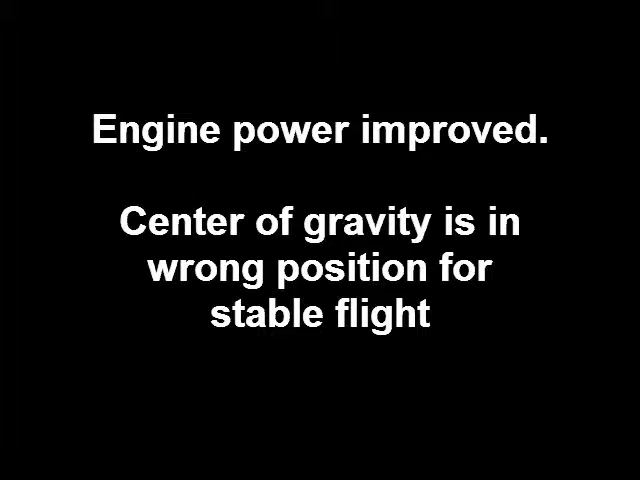 Engine power improved.
Center of gravity is in
wrong position for
stable flight